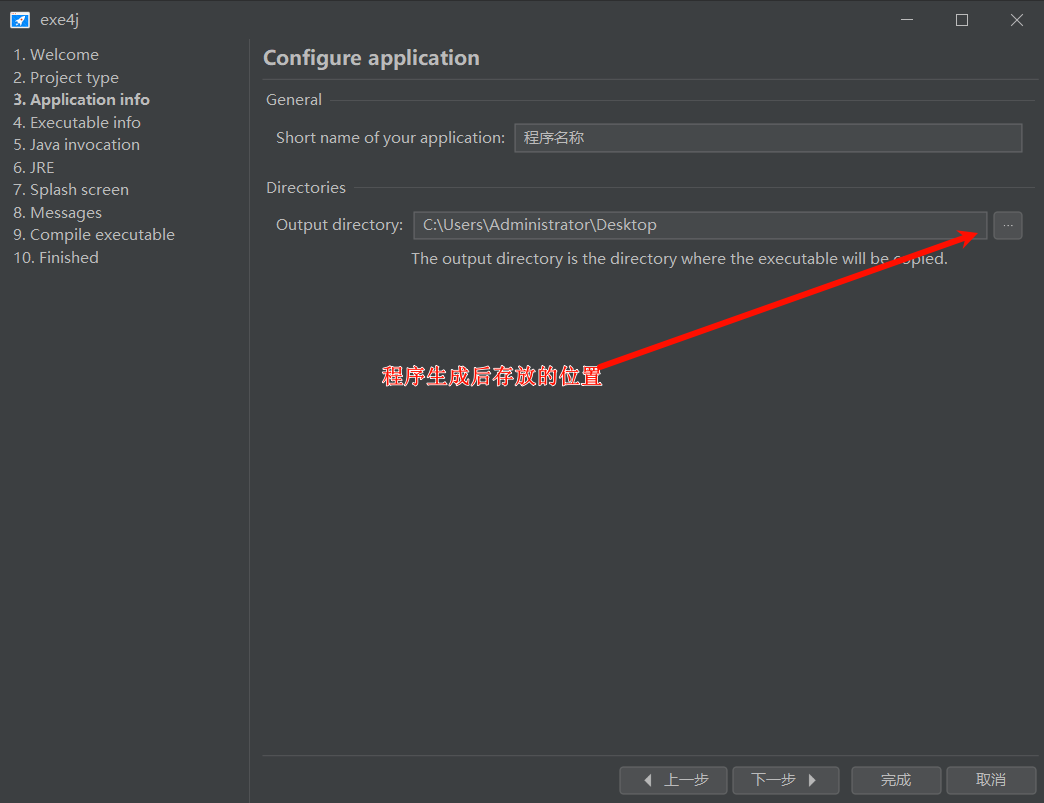 exe4j
1. Welcome
2. Project type
3. Application info
4. Executable info
5. Java invocation
6. JRE
7. Splash screen
8. Messages
9. Compile executable
10. Finished
Configure application
General
Short name of your application: 程序名称
Directories
Output directory: C:\Users\Administrator\Desktop ...
The output directory is the directory where the executable will be copied.
程序生成后存放的位置
上一步 下一步 完成 取消